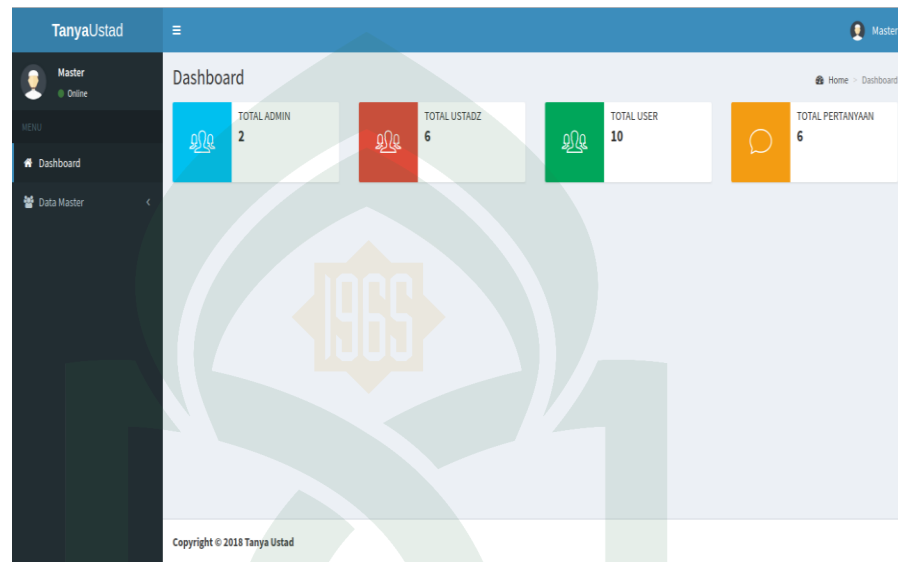 TanyaUstad
Master
Master
Online
MENU
Dashboard
Data Master
Dashboard
Home > Dashboard
TOTAL ADMIN
2
TOTAL USTADZ
6
TOTAL USER
10
TOTAL PERTANYAAN
6
1965
Copyright © 2018 Tanya Ustad